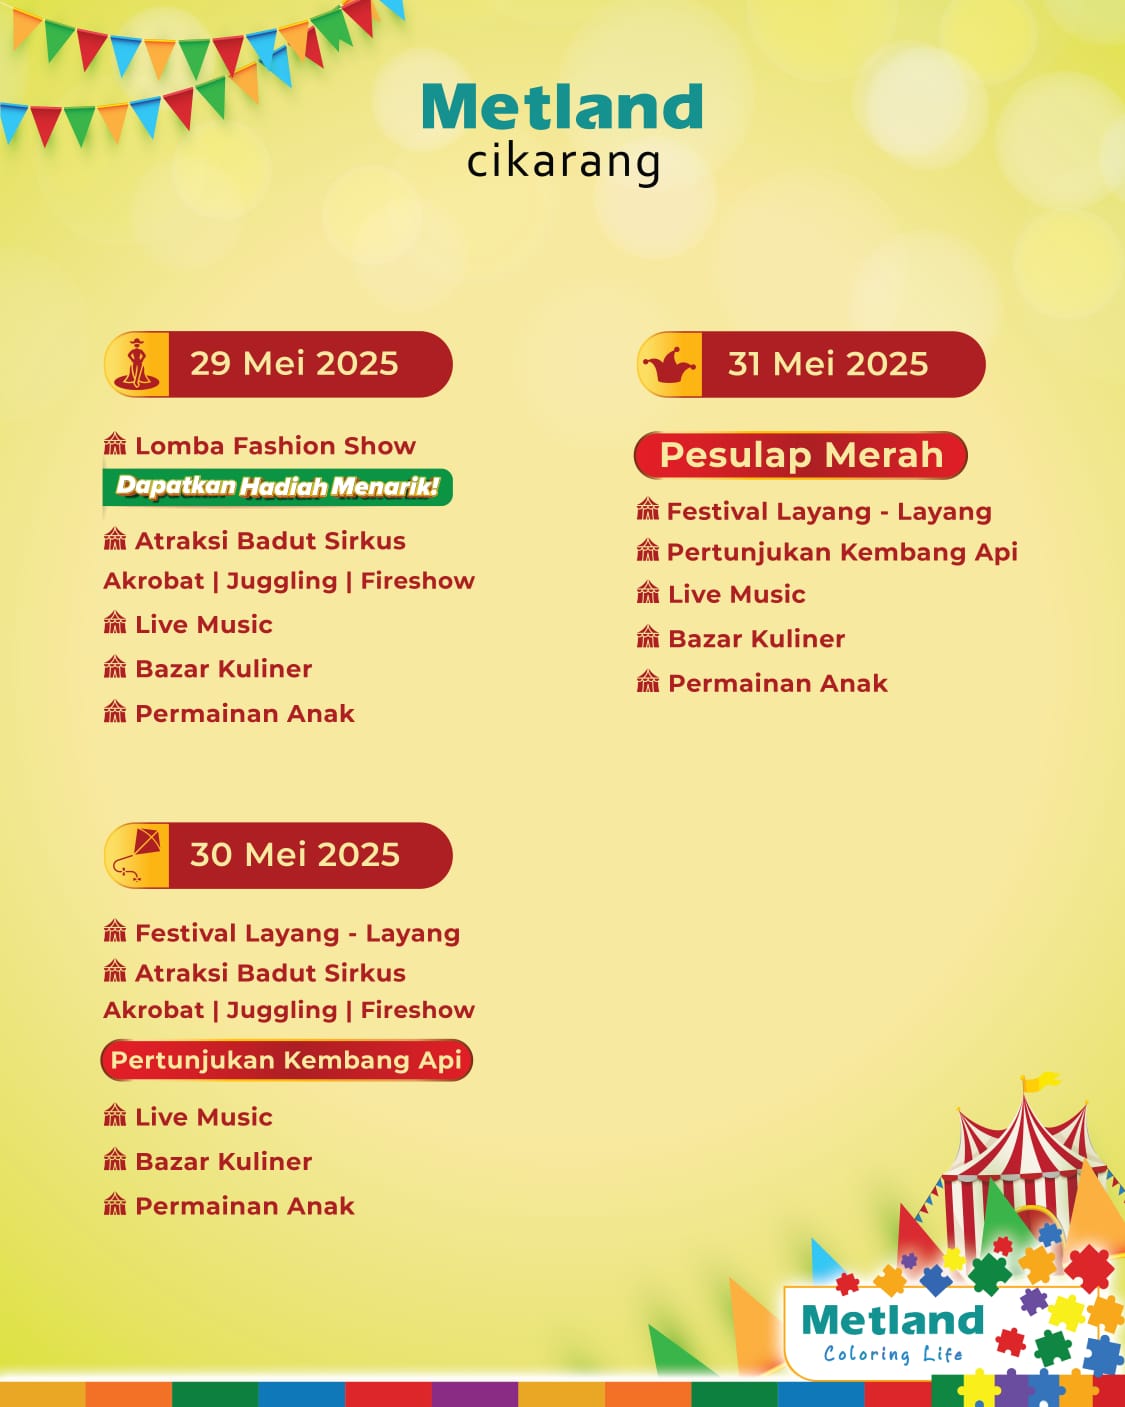 Metland
cikarang
29 Mei 2025
Lomba Fashion Show
Dapatkan Hadiah Menarik!
Atraksi Badut Sirkus
Akrobat | Juggling | Fireshow
Live Music
Bazar Kuliner
Permainan Anak
31 Mei 2025
Pesulap Merah
Festival Layang - Layang
Pertunjukan Kembang Api
Live Music
Bazar Kuliner
Permainan Anak
30 Mei 2025
Festival Layang - Layang
Atraksi Badut Sirkus
Akrobat | Juggling | Fireshow
Pertunjukan Kembang Api
Live Music
Bazar Kuliner
Permainan Anak
Metland
Coloring Life